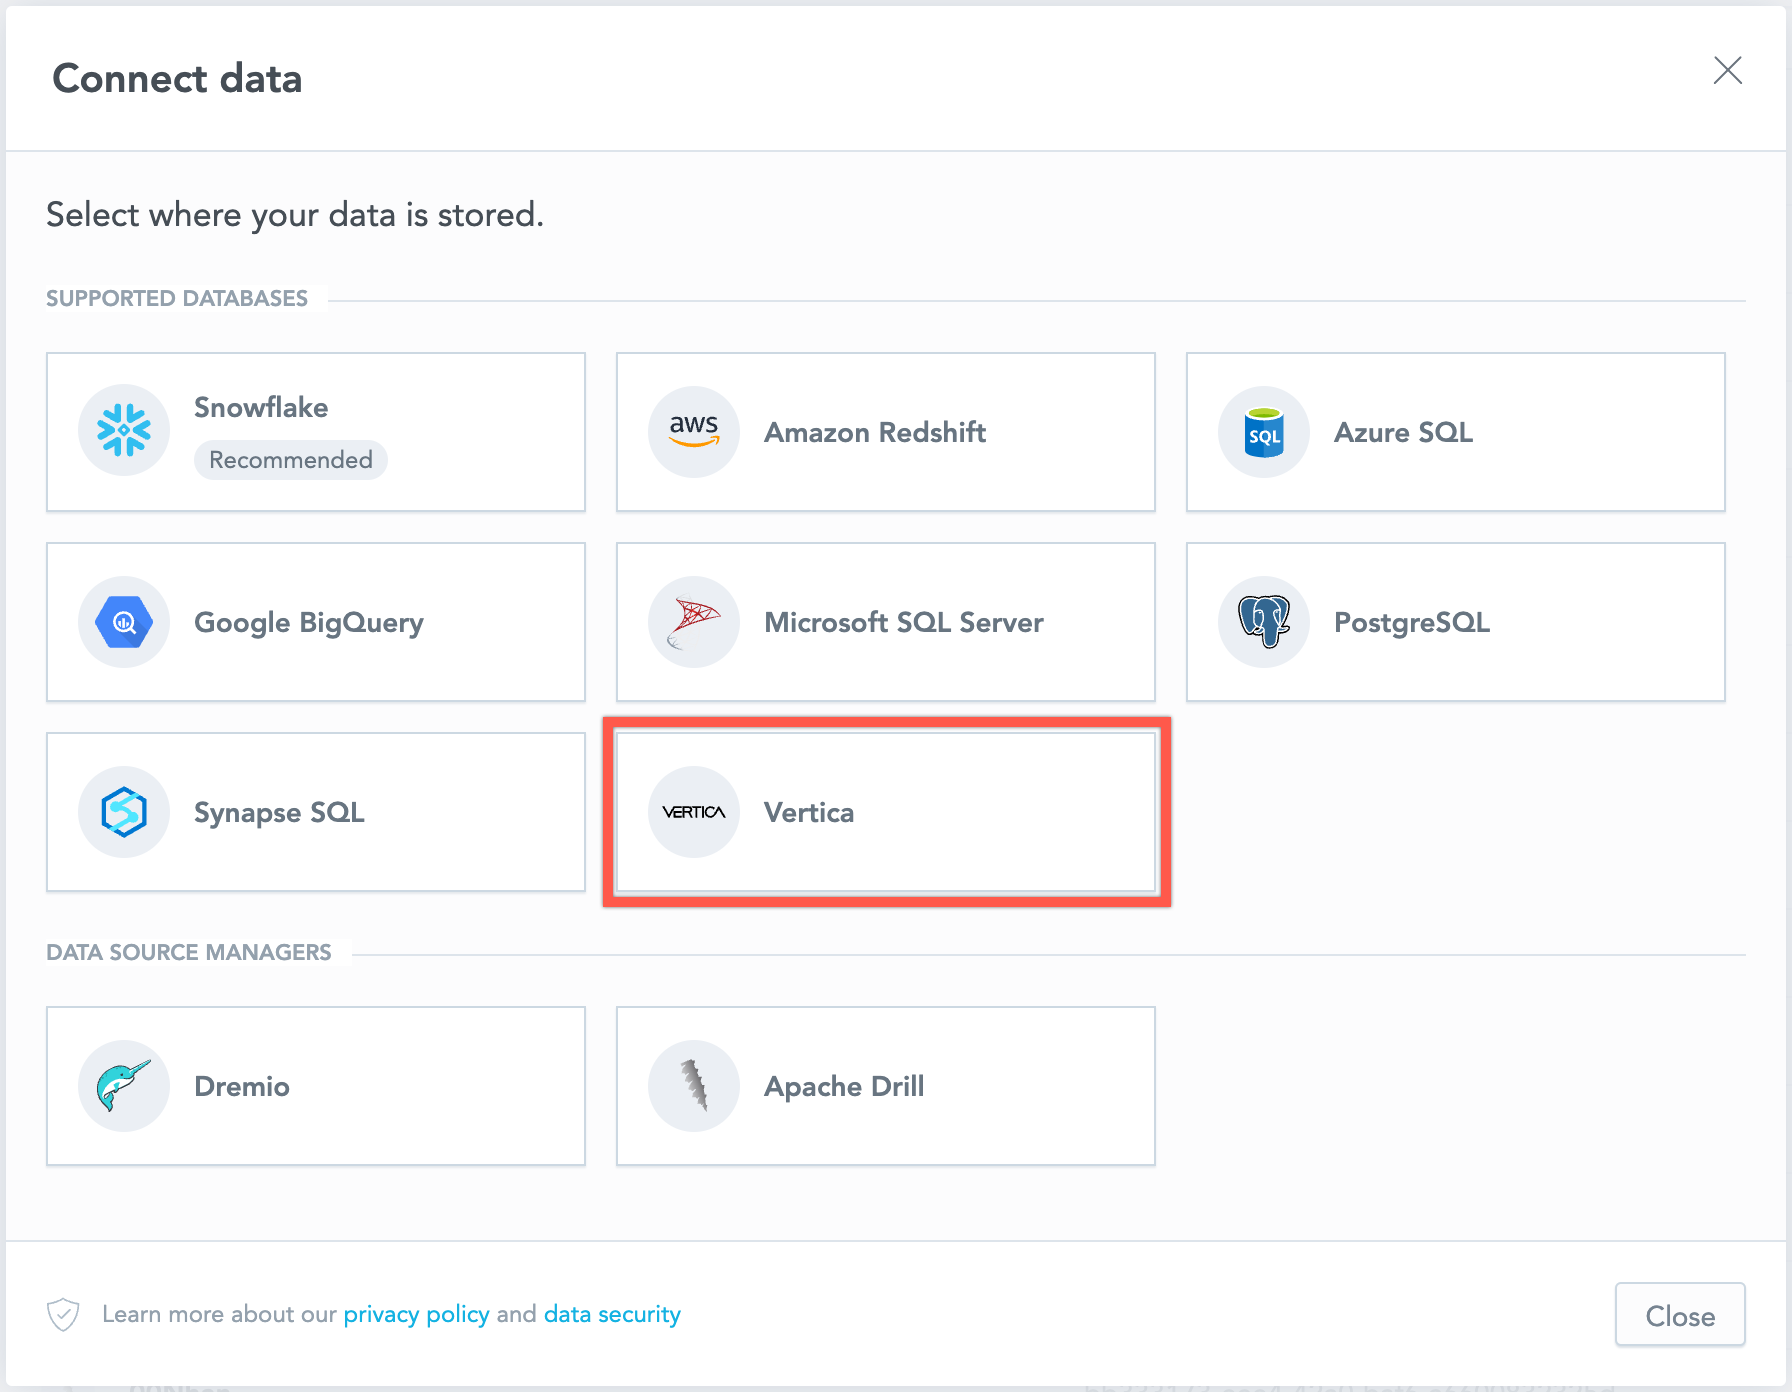 Connect data
Select where your data is stored.
SUPPORTED DATABASES
Snowflake
Recommended
aws
Amazon Redshift
SQL
Azure SQL
Google BigQuery
Microsoft SQL Server
PostgreSQL
Synapse SQL
VERTICA
Vertica
DATA SOURCE MANAGERS
Dremio
Apache Drill
Learn more about our privacy policy and data security
Close